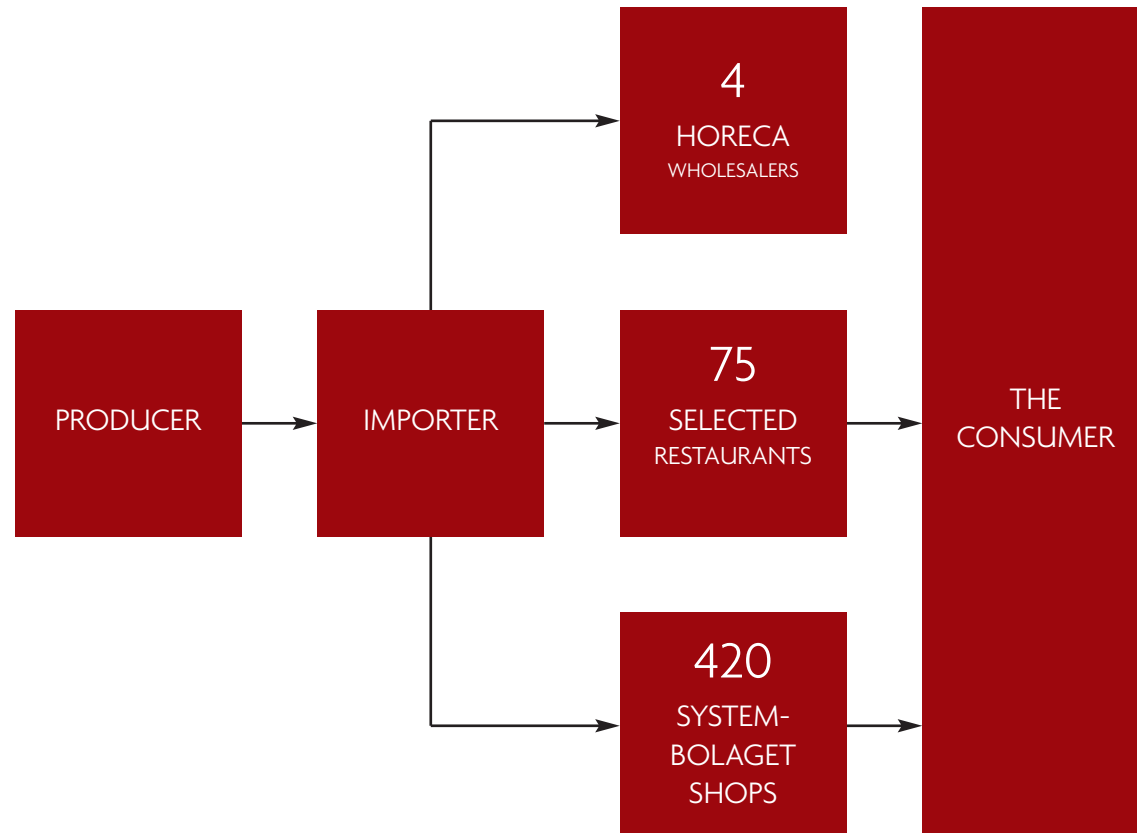 PRODUCER
IMPORTER
4
HORECA
WHOLESALERS
75
SELECTED
RESTAURANTS
420
SYSTEM-
BOLAGET
SHOPS
THE
CONSUMER